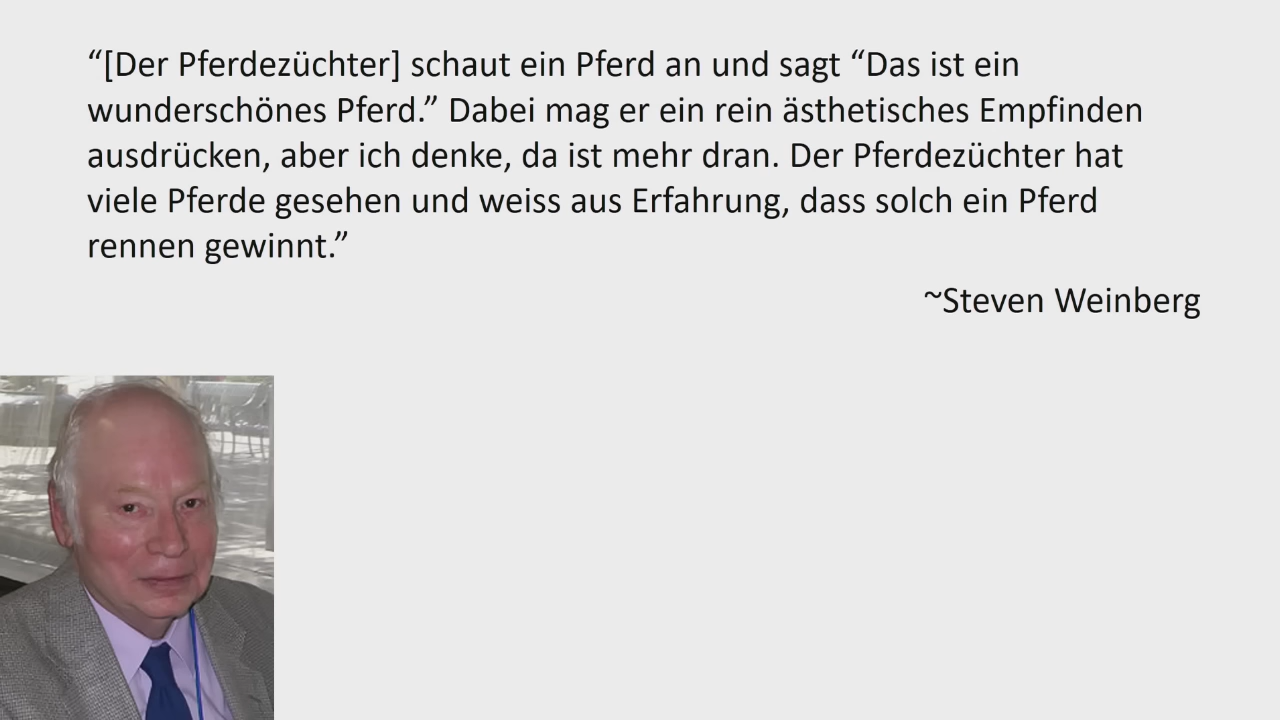 “[Der Pferdezüchter] schaut ein Pferd an und sagt “Das ist ein
wunderschönes Pferd.” Dabei mag er ein rein ästhetisches Empfinden
ausdrücken, aber ich denke, da ist mehr dran. Der Pferdezüchter hat
viele Pferde gesehen und weiss aus Erfahrung, dass solch ein Pferd
rennen gewinnt.”
~Steven Weinberg